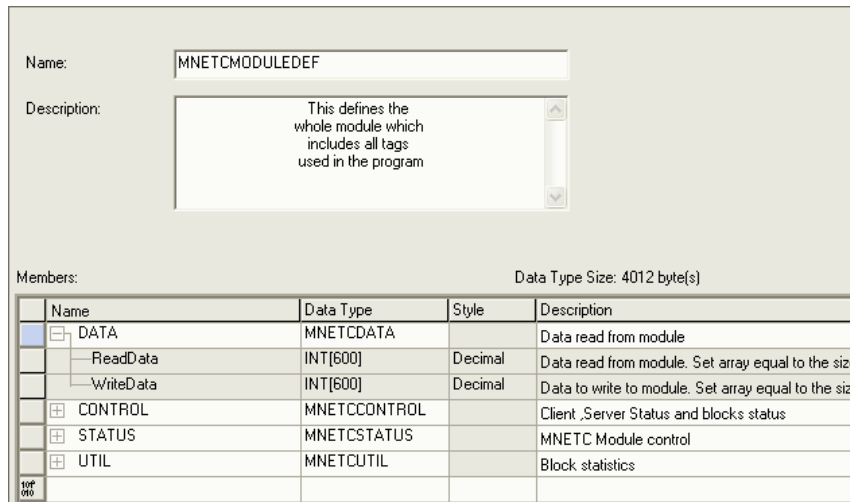 Name: MNETCMODULEDEF
Description: This defines the
whole module which
includes all tags
used in the program
Members: Data Type Size: 4012 byte(s)
Name Data Type Style Description
DATA MNETCDATA Data read from module
ReadData INT[600] Decimal Data read from module. Set array equal to the siz
WriteData INT[600] Decimal Data to write to module. Set array equal to the siz
CONTROL MNETCCONTROL Client ,Server Status and blocks status
STATUS MNETCSTATUS MNETC Module control
UTIL MNETCUTIL Block statistics